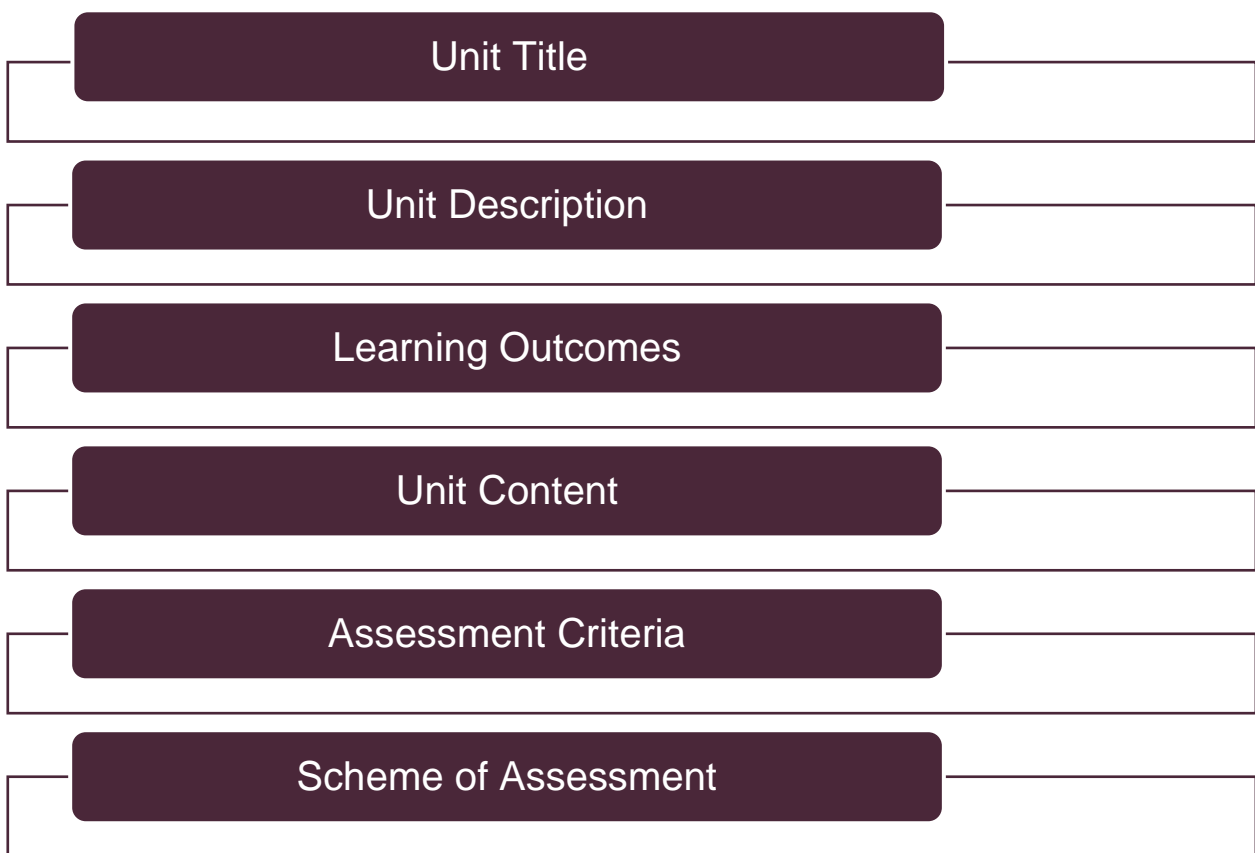 Unit Title
Unit Description
Learning Outcomes
Unit Content
Assessment Criteria
Scheme of Assessment